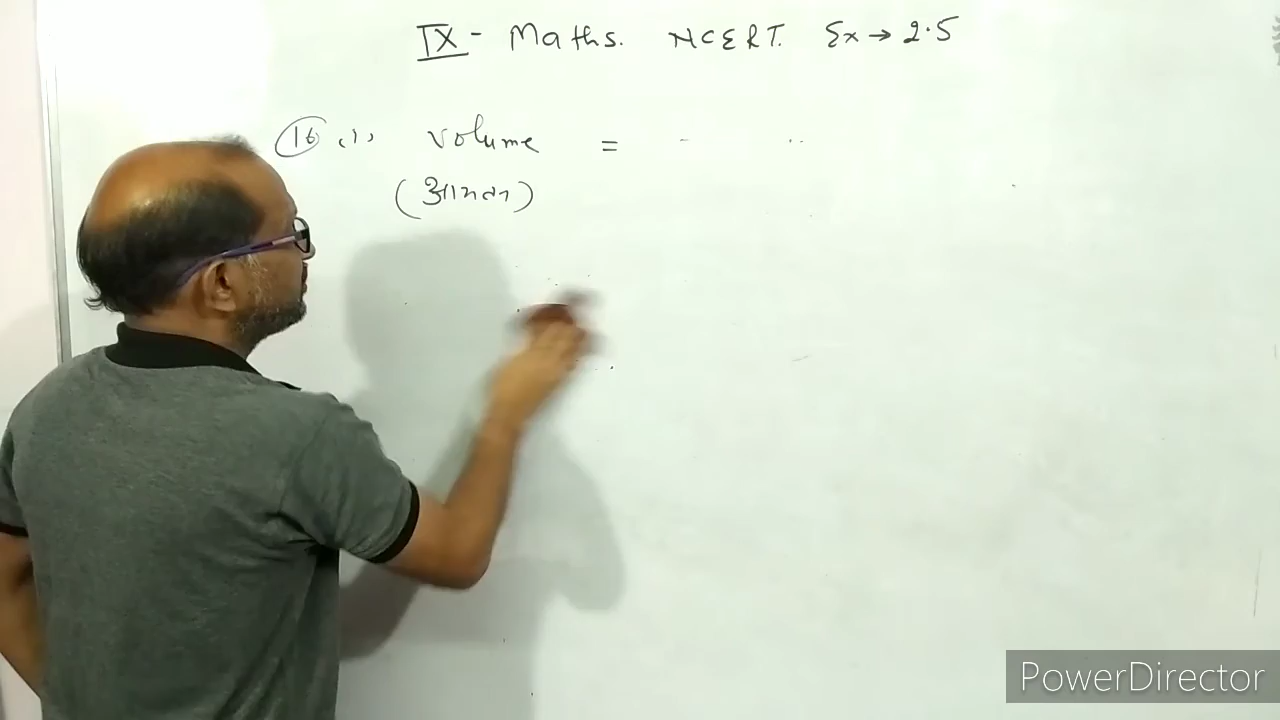 IX - Maths. NCERT. Ex → 2.5
16 (i) volume =
(आयतन)
PowerDirector